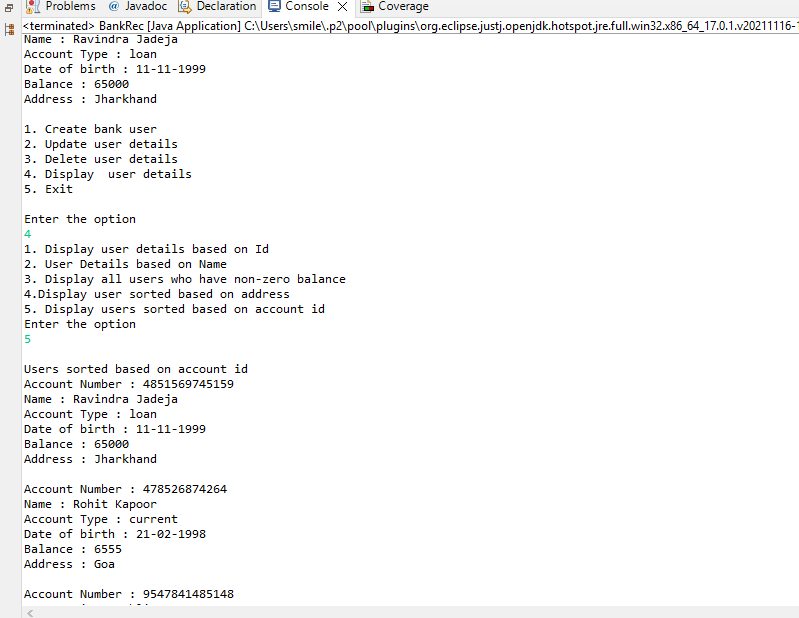 Problems @ Javadoc Declaration Console Coverage
<terminated> BankRec [Java Application] C:\Users\smile\.p2\pool\plugins\org.eclipse.justj.openjdk.hotspot.jre.full.win32.x86_64_17.0.1.v20211116-1
Name : Ravindra Jadeja
Account Type : loan
Date of birth : 11-11-1999
Balance : 65000
Address : Jharkhand
1. Create bank user
2. Update user details
3. Delete user details
4. Display  user details
5. Exit
Enter the option
4
1. Display user details based on Id
2. User Details based on Name
3. Display all users who have non-zero balance
4.Display user sorted based on address
5. Display users sorted based on account id
Enter the option
5
Users sorted based on account id
Account Number : 4851569745159
Name : Ravindra Jadeja
Account Type : loan
Date of birth : 11-11-1999
Balance : 65000
Address : Jharkhand
Account Number : 478526874264
Name : Rohit Kapoor
Account Type : current
Date of birth : 21-02-1998
Balance : 6555
Address : Goa
Account Number : 9547841485148